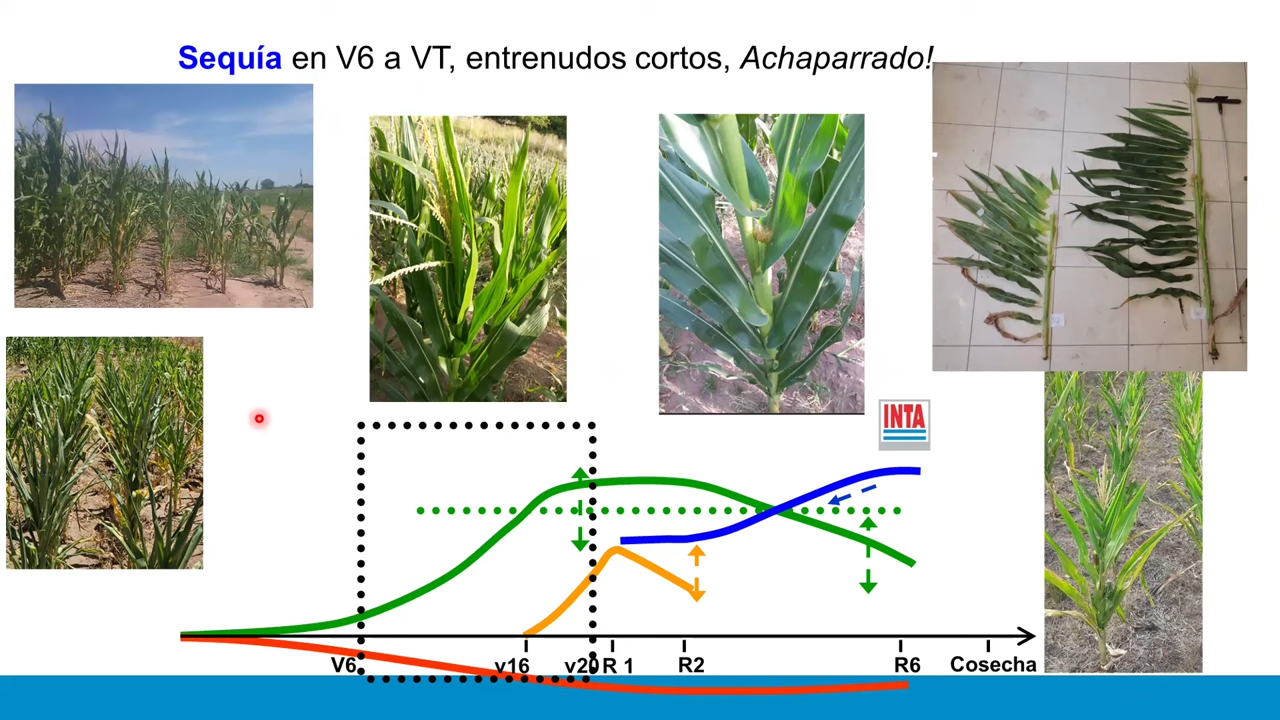 Sequía en V6 a VT, entrenudos cortos, Achaparrado!
INTA
V6 v16 v20 R 1 R2 R6 Cosecha